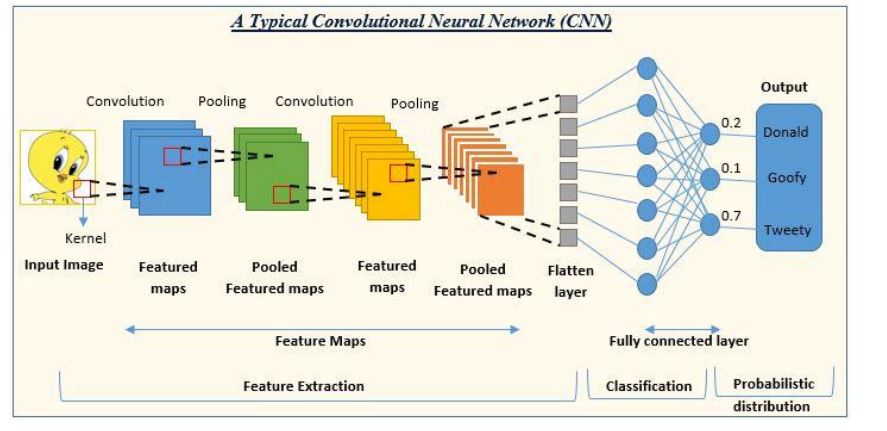 A Typical Convolutional Neural Network (CNN)
Convolution
Pooling
Convolution
Pooling
Output
0.2
Donald
0.1
Goofy
0.7
Tweety
Kernel
Input Image
Featured
maps
Pooled
Featured maps
Featured
maps
Pooled
Featured maps
Flatten
layer
Feature Maps
Fully connected layer
Feature Extraction
Classification
Probabilistic
distribution